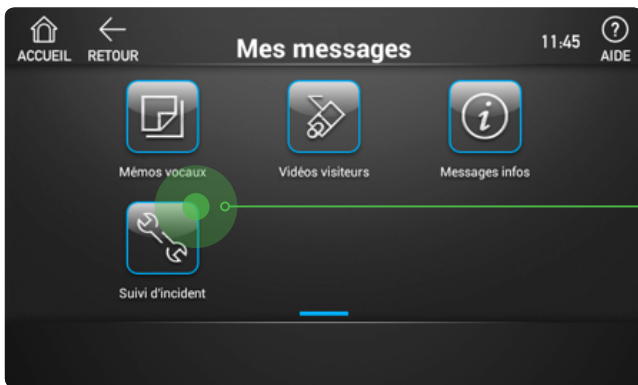 ACCUEIL
RETOUR
Mes messages
11:45
?
AIDE
Mémos vocaux
Vidéos visiteurs
i
Messages infos
Suivi d'incident